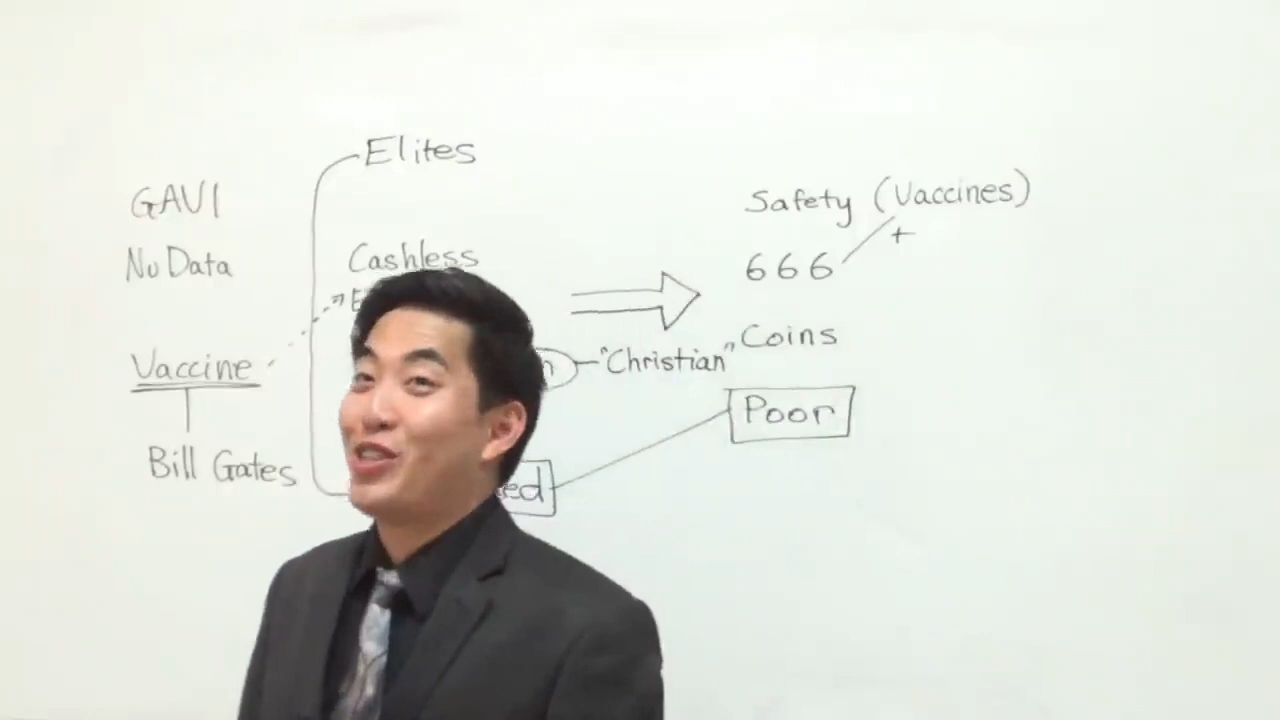 GAVI
No Data
Vaccine
Bill Gates
Elites
Cashless
"Christian"
Safety (Vaccines)
+
666
Coins
Poor